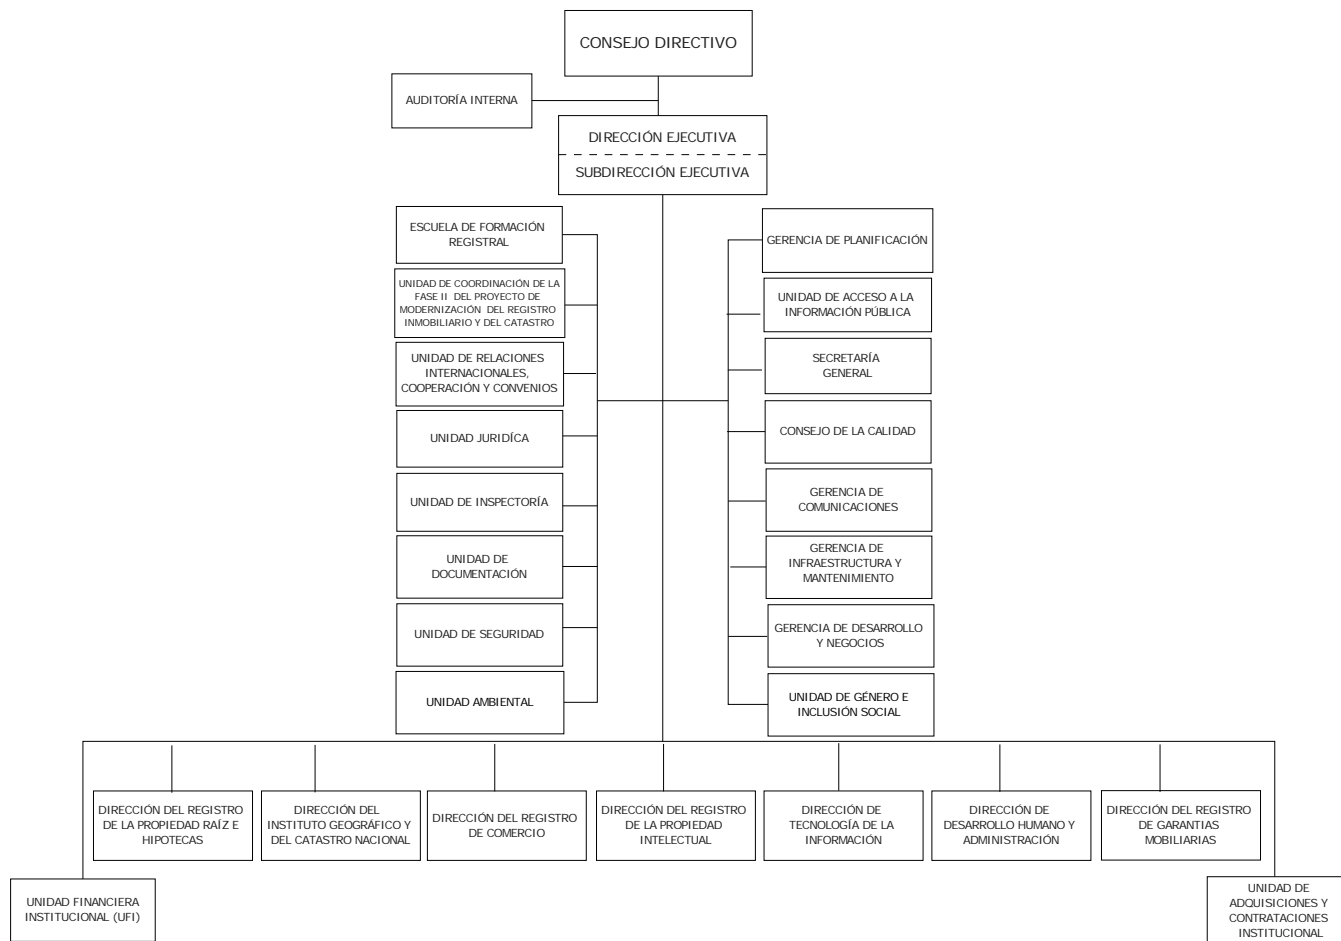 CONSEJO DIRECTIVO
AUDITORÍA INTERNA
DIRECCIÓN EJECUTIVA
SUBDIRECCIÓN EJECUTIVA
ESCUELA DE FORMACIÓN
REGISTRAL
UNIDAD DE COORDINACIÓN DE LA
FASE II DEL PROYECTO DE
MODERNIZACIÓN DEL REGISTRO
INMOBILIARIO Y DEL CATASTRO
UNIDAD DE RELACIONES
INTERNACIONALES,
COOPERACIÓN Y CONVENIOS
UNIDAD JURIDÍCA
UNIDAD DE INSPECTORÍA
UNIDAD DE
DOCUMENTACIÓN
UNIDAD DE SEGURIDAD
UNIDAD AMBIENTAL
GERENCIA DE PLANIFICACIÓN
UNIDAD DE ACCESO A LA
INFORMACIÓN PÚBLICA
SECRETARÍA
GENERAL
CONSEJO DE LA CALIDAD
GERENCIA DE
COMUNICACIONES
GERENCIA DE
INFRAESTRUCTURA Y
MANTENIMIENTO
GERENCIA DE DESARROLLO
Y NEGOCIOS
UNIDAD DE GÉNERO E
INCLUSIÓN SOCIAL
DIRECCIÓN DEL REGISTRO
DE LA PROPIEDAD RAÍZ E
HIPOTECAS
DIRECCIÓN DEL
INSTITUTO GEOGRÁFICO Y
DEL CATASTRO NACIONAL
DIRECCIÓN DEL REGISTRO
DE COMERCIO
DIRECCIÓN DEL REGISTRO
DE LA PROPIEDAD
INTELECTUAL
DIRECCIÓN DE
TECNOLOGÍA DE LA
INFORMACIÓN
DIRECCIÓN DE
DESARROLLO HUMANO Y
ADMINISTRACIÓN
DIRECCIÓN DEL REGISTRO
DE GARANTIAS
MOBILIARIAS
UNIDAD FINANCIERA
INSTITUCIONAL (UFI)
UNIDAD DE
ADQUISICIONES Y
CONTRATACIONES
INSTITUCIONAL